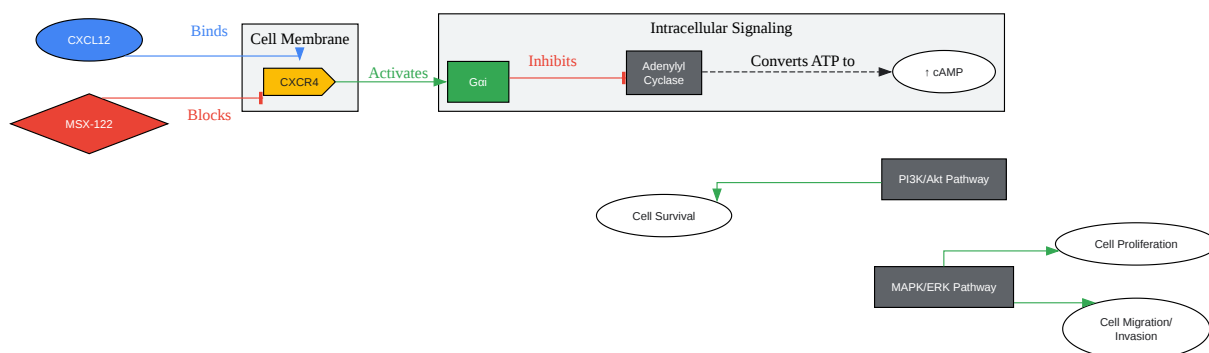 CXCL12
Binds
Cell Membrane
CXCR4
MSX-122
Blocks
Activates
Intracellular Signaling
Gαi
Inhibits
Adenylyl
Cyclase
Converts ATP to
↑ cAMP
PI3K/Akt Pathway
Cell Survival
Cell Proliferation
MAPK/ERK Pathway
Cell Migration/
Invasion